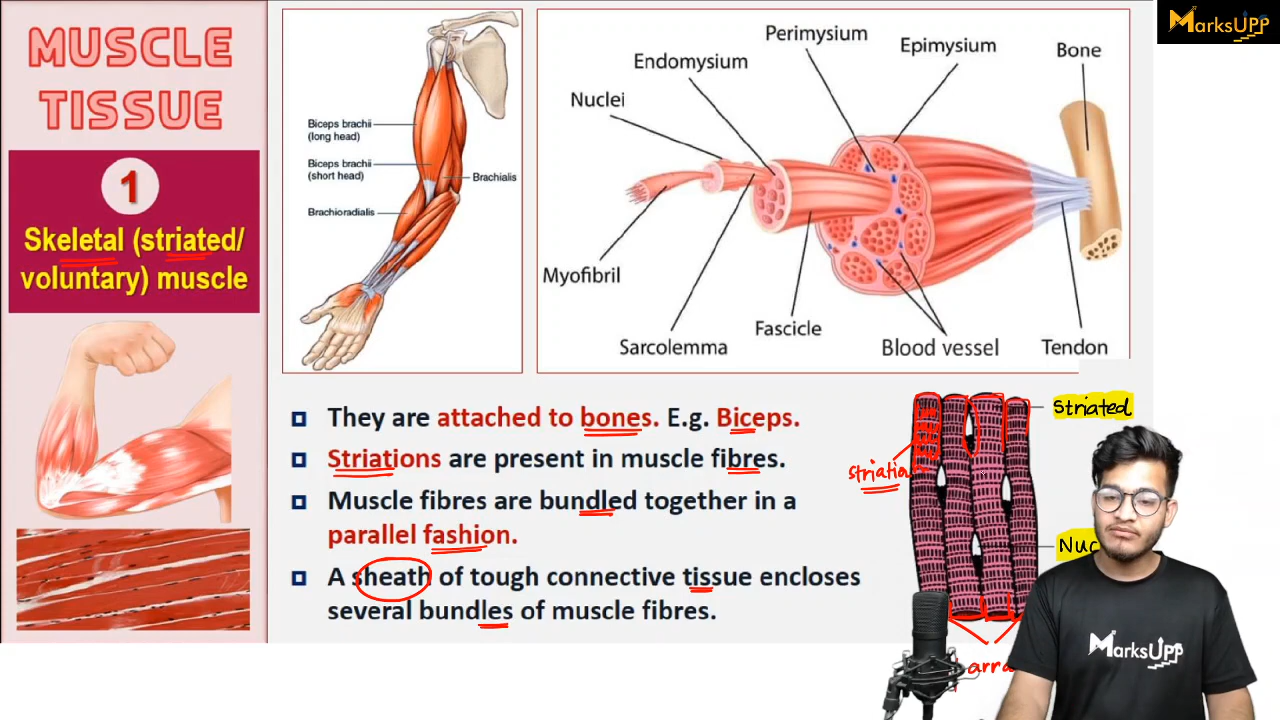 MUSCLE
TISSUE
1
Skeletal (striated/
voluntary) muscle
Biceps brachii
(long head)
Biceps brachii
(short head)
Brachialis
Brachioradialis
Perimysium
Epimysium
Bone
Endomysium
Nuclei
Myofibril
Sarcolemma
Fascicle
Blood vessel
Tendon
MarksUPP
They are attached to bones. E.g. Biceps.
Striations are present in muscle fibres.
Muscle fibres are bundled together in a
parallel fashion.
A sheath of tough connective tissue encloses
several bundles of muscle fibres.
Striated
striatio
Nuc
arra
MarksUPP